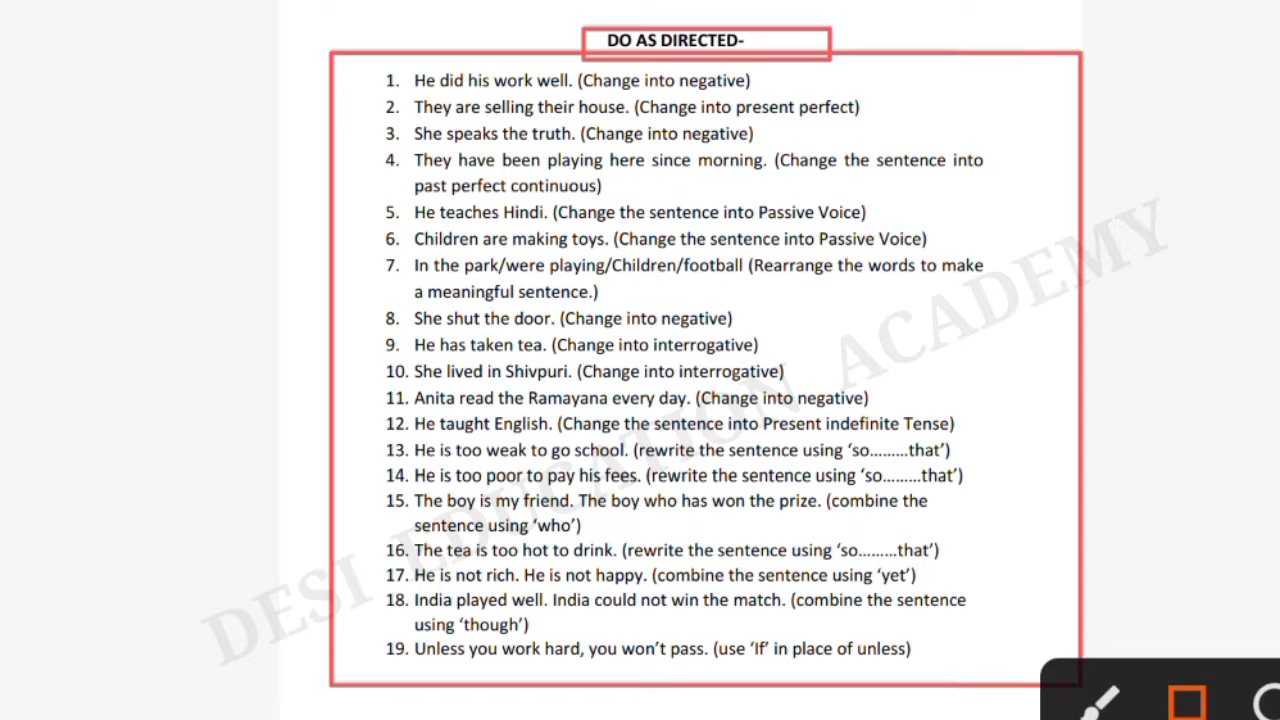 DO AS DIRECTED-
1. He did his work well. (Change into negative)
2. They are selling their house. (Change into present perfect)
3. She speaks the truth. (Change into negative)
4. They have been playing here since morning. (Change the sentence into
past perfect continuous)
5. He teaches Hindi. (Change the sentence into Passive Voice)
6. Children are making toys. (Change the sentence into Passive Voice)
7. In the park/were playing/Children/football (Rearrange the words to make
a meaningful sentence.)
8. She shut the door. (Change into negative)
9. He has taken tea. (Change into interrogative)
10. She lived in Shivpuri. (Change into interrogative)
11. Anita read the Ramayana every day. (Change into negative)
12. He taught English. (Change the sentence into Present indefinite Tense)
13. He is too weak to go school. (rewrite the sentence using ‘so.........that’)
14. He is too poor to pay his fees. (rewrite the sentence using ‘so.........that’)
15. The boy is my friend. The boy who has won the prize. (combine the
sentence using ‘who’)
16. The tea is too hot to drink. (rewrite the sentence using ‘so.........that’)
17. He is not rich. He is not happy. (combine the sentence using ‘yet’)
18. India played well. India could not win the match. (combine the sentence
using ‘though’)
19. Unless you work hard, you won’t pass. (use ‘If’ in place of unless)
DESI EDUCATION ACADEMY